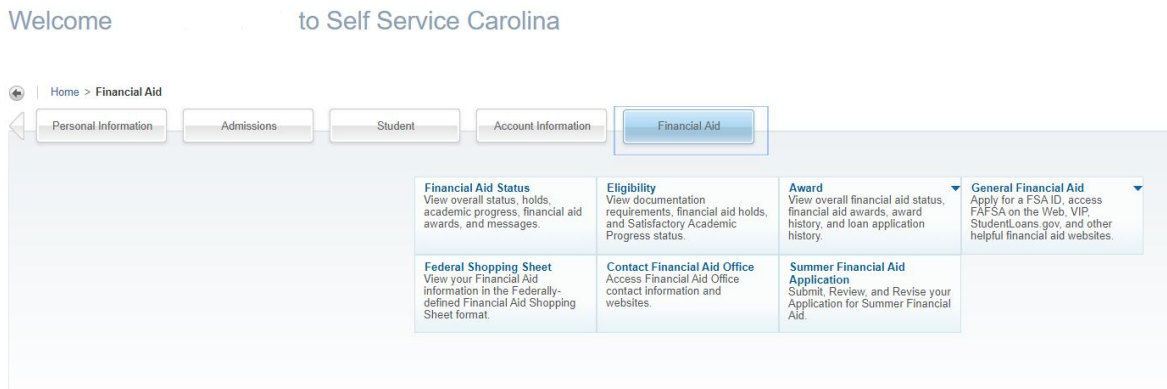 Welcome to Self Service Carolina
Home > Financial Aid
Personal Information
Admissions
Student
Account Information
Financial Aid
Financial Aid Status
View overall status, holds,
academic progress, financial aid
awards, and messages.
Eligibility
View documentation
requirements, financial aid holds,
and Satisfactory Academic
Progress status.
Award
View overall financial aid status,
financial aid awards, award
history, and loan application
history.
General Financial Aid
Apply for a FSA ID, access
FAFSA on the Web, VIP,
StudentLoans.gov, and other
helpful financial aid websites.
Federal Shopping Sheet
View your Financial Aid
information in the Federally-
defined Financial Aid Shopping
Sheet format.
Contact Financial Aid Office
Access Financial Aid Office
contact information and
websites.
Summer Financial Aid
Application
Submit, Review, and Revise your
Application for Summer Financial
Aid.